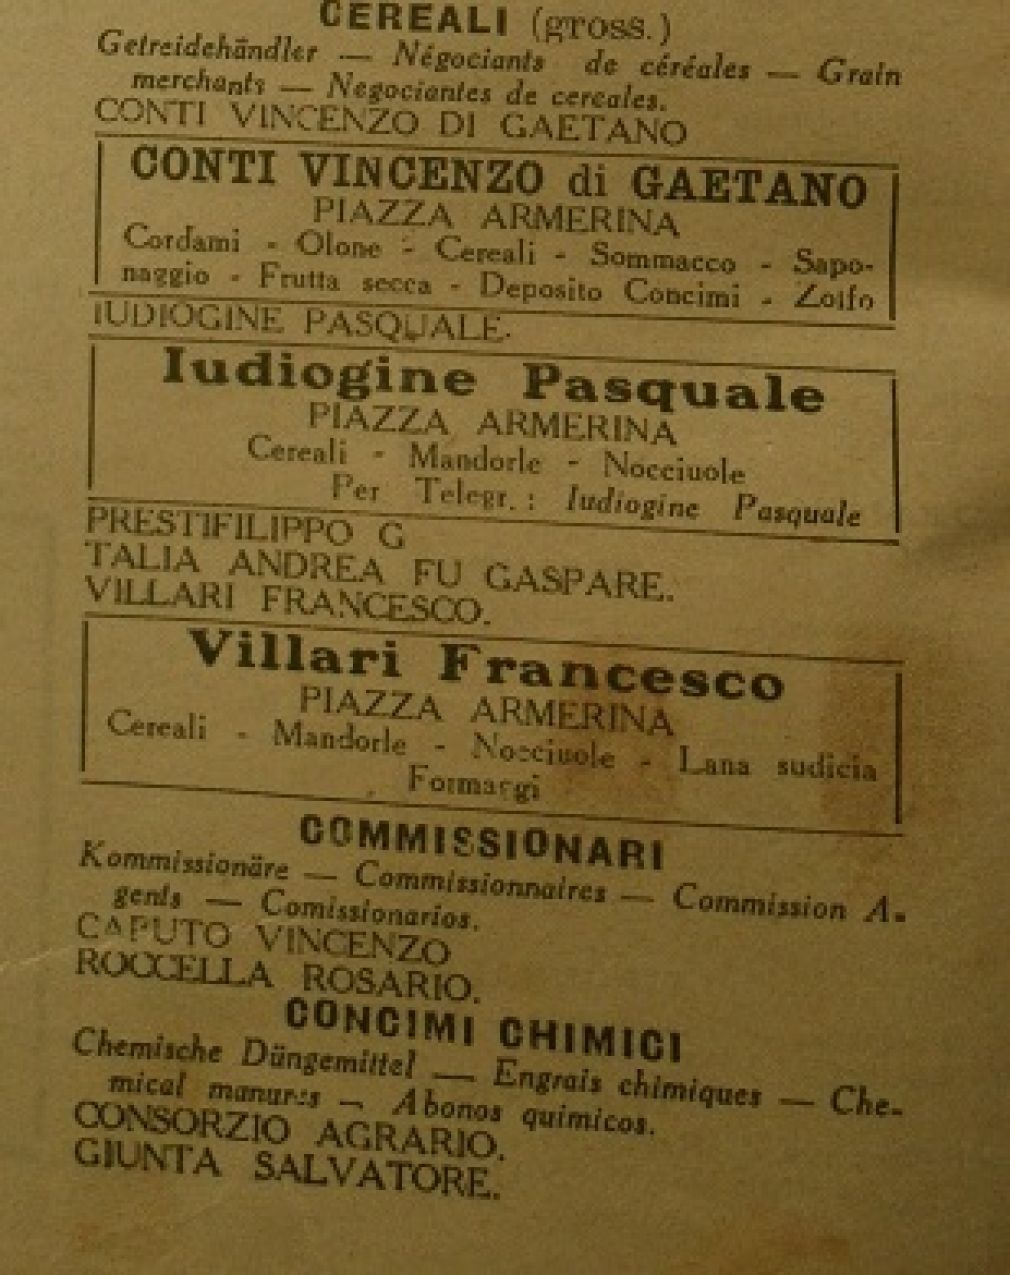 CEREALI (gross.)
Getreidehändler — Négociants de céréales — Grain
merchants — Negociantes de cereales.
CONTI VINCENZO DI GAETANO
CONTI VINCENZO di GAETANO
PIAZZA ARMERINA
Cordami - Olone - Cereali - Sommacco - Sapo-
naggio - Frutta secca - Deposito Concimi - Zolfo
IUDIOGINE PASQUALE.
Iudiogine Pasquale
PIAZZA ARMERINA
Cereali - Mandorle - Nocciuole
Per Telegr.: Iudiogine Pasquale
PRESTIFILIPPO G
TALIA ANDREA FU GASPARE.
VILLARI FRANCESCO.
Villari Francesco
PIAZZA ARMERINA
Cereali - Mandorle - Nocciuole - Lana sudicia
Formaggi
COMMISSIONARI
Kommissionäre — Commissionnaires — Commission A-
gents — Comissionarios.
CAPUTO VINCENZO
ROCCELLA ROSARIO.
CONCIMI CHIMICI
Chemische Düngemittel — Engrais chimiques — Che-
mical manures — Abonos quimicos.
CONSORZIO AGRARIO.
GIUNTA SALVATORE.